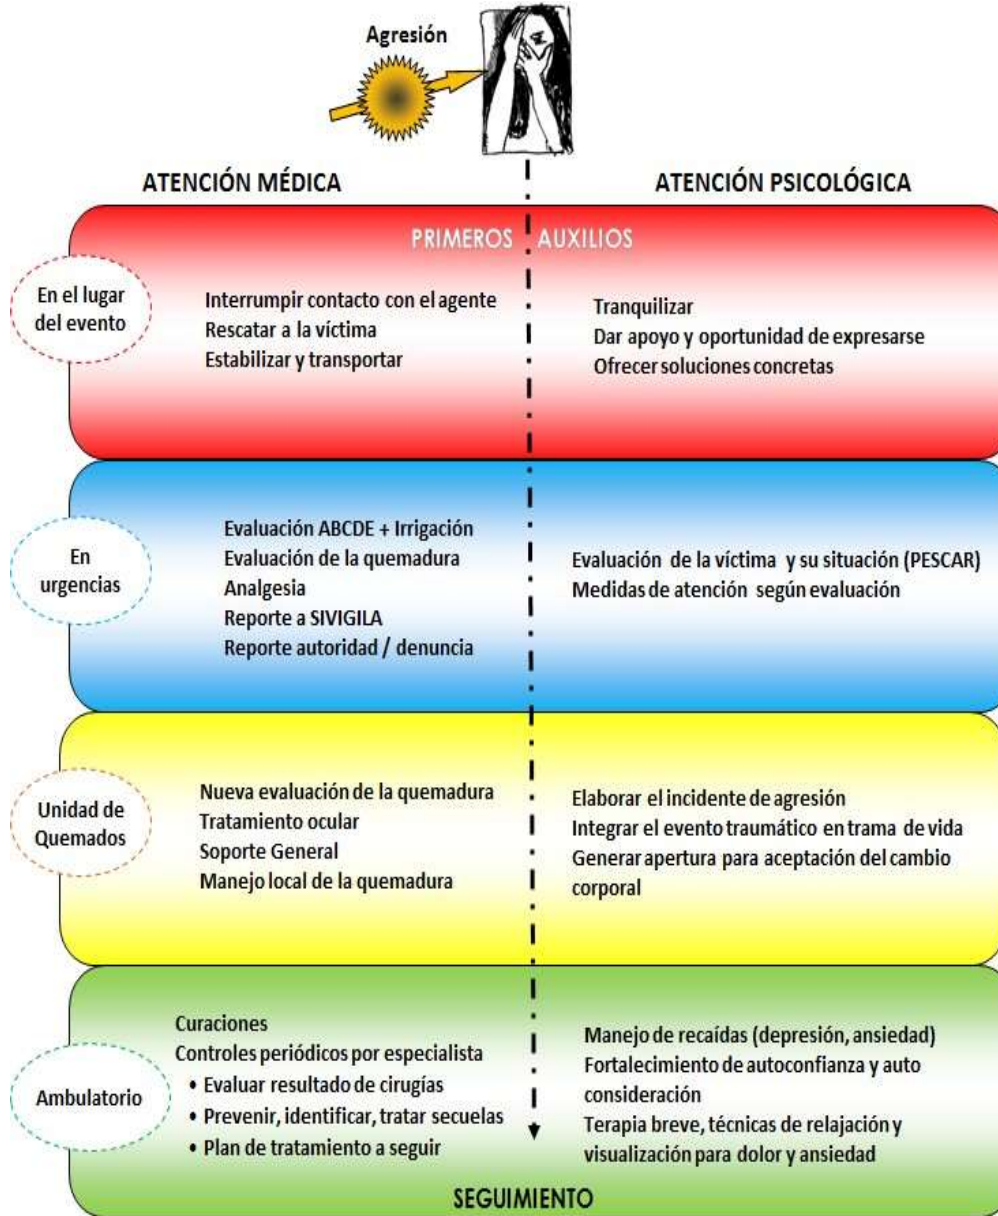 Agresión
ATENCIÓN MÉDICA
ATENCIÓN PSICOLÓGICA
PRIMEROS AUXILIOS
En el lugar
del evento
Interrumpir contacto con el agente
Rescatar a la víctima
Estabilizar y transportar
Tranquilizar
Dar apoyo y oportunidad de expresarse
Ofrecer soluciones concretas
En
urgencias
Evaluación ABCDE + Irrigación
Evaluación de la quemadura
Analgesia
Reporte a SIVIGILA
Reporte autoridad / denuncia
Evaluación de la víctima y su situación (PESCAR)
Medidas de atención según evaluación
Unidad de
Quemados
Nueva evaluación de la quemadura
Tratamiento ocular
Soporte General
Manejo local de la quemadura
Elaborar el incidente de agresión
Integrar el evento traumático en trama de vida
Generar apertura para aceptación del cambio
corporal
Ambulatorio
Curaciones
Controles periódicos por especialista
• Evaluar resultado de cirugías
• Prevenir, identificar, tratar secuelas
• Plan de tratamiento a seguir
Manejo de recaídas (depresión, ansiedad)
Fortalecimiento de autoconfianza y auto
consideración
Terapia breve, técnicas de relajación y
visualización para dolor y ansiedad
SEGUIMIENTO